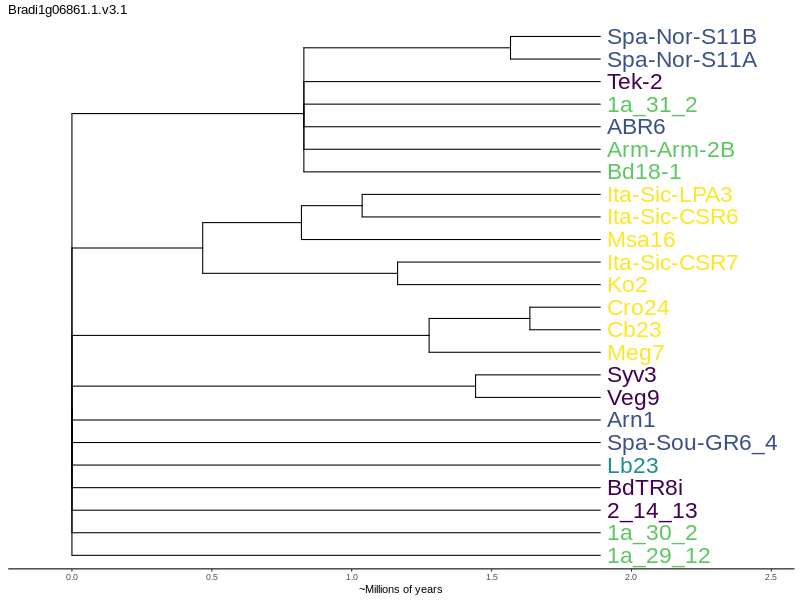 Bradi1g06861.1.v3.1
Spa-Nor-S11B
Spa-Nor-S11A
Tek-2
1a_31_2
ABR6
Arm-Arm-2B
Bd18-1
Ita-Sic-LPA3
Ita-Sic-CSR6
Msa16
Ita-Sic-CSR7
Ko2
Cro24
Cb23
Meg7
Syv3
Veg9
Arn1
Spa-Sou-GR6_4
Lb23
BdTR8i
2_14_13
1a_30_2
1a_29_12
0.0 0.5 1.0 1.5 2.0 2.5
~Millions of years